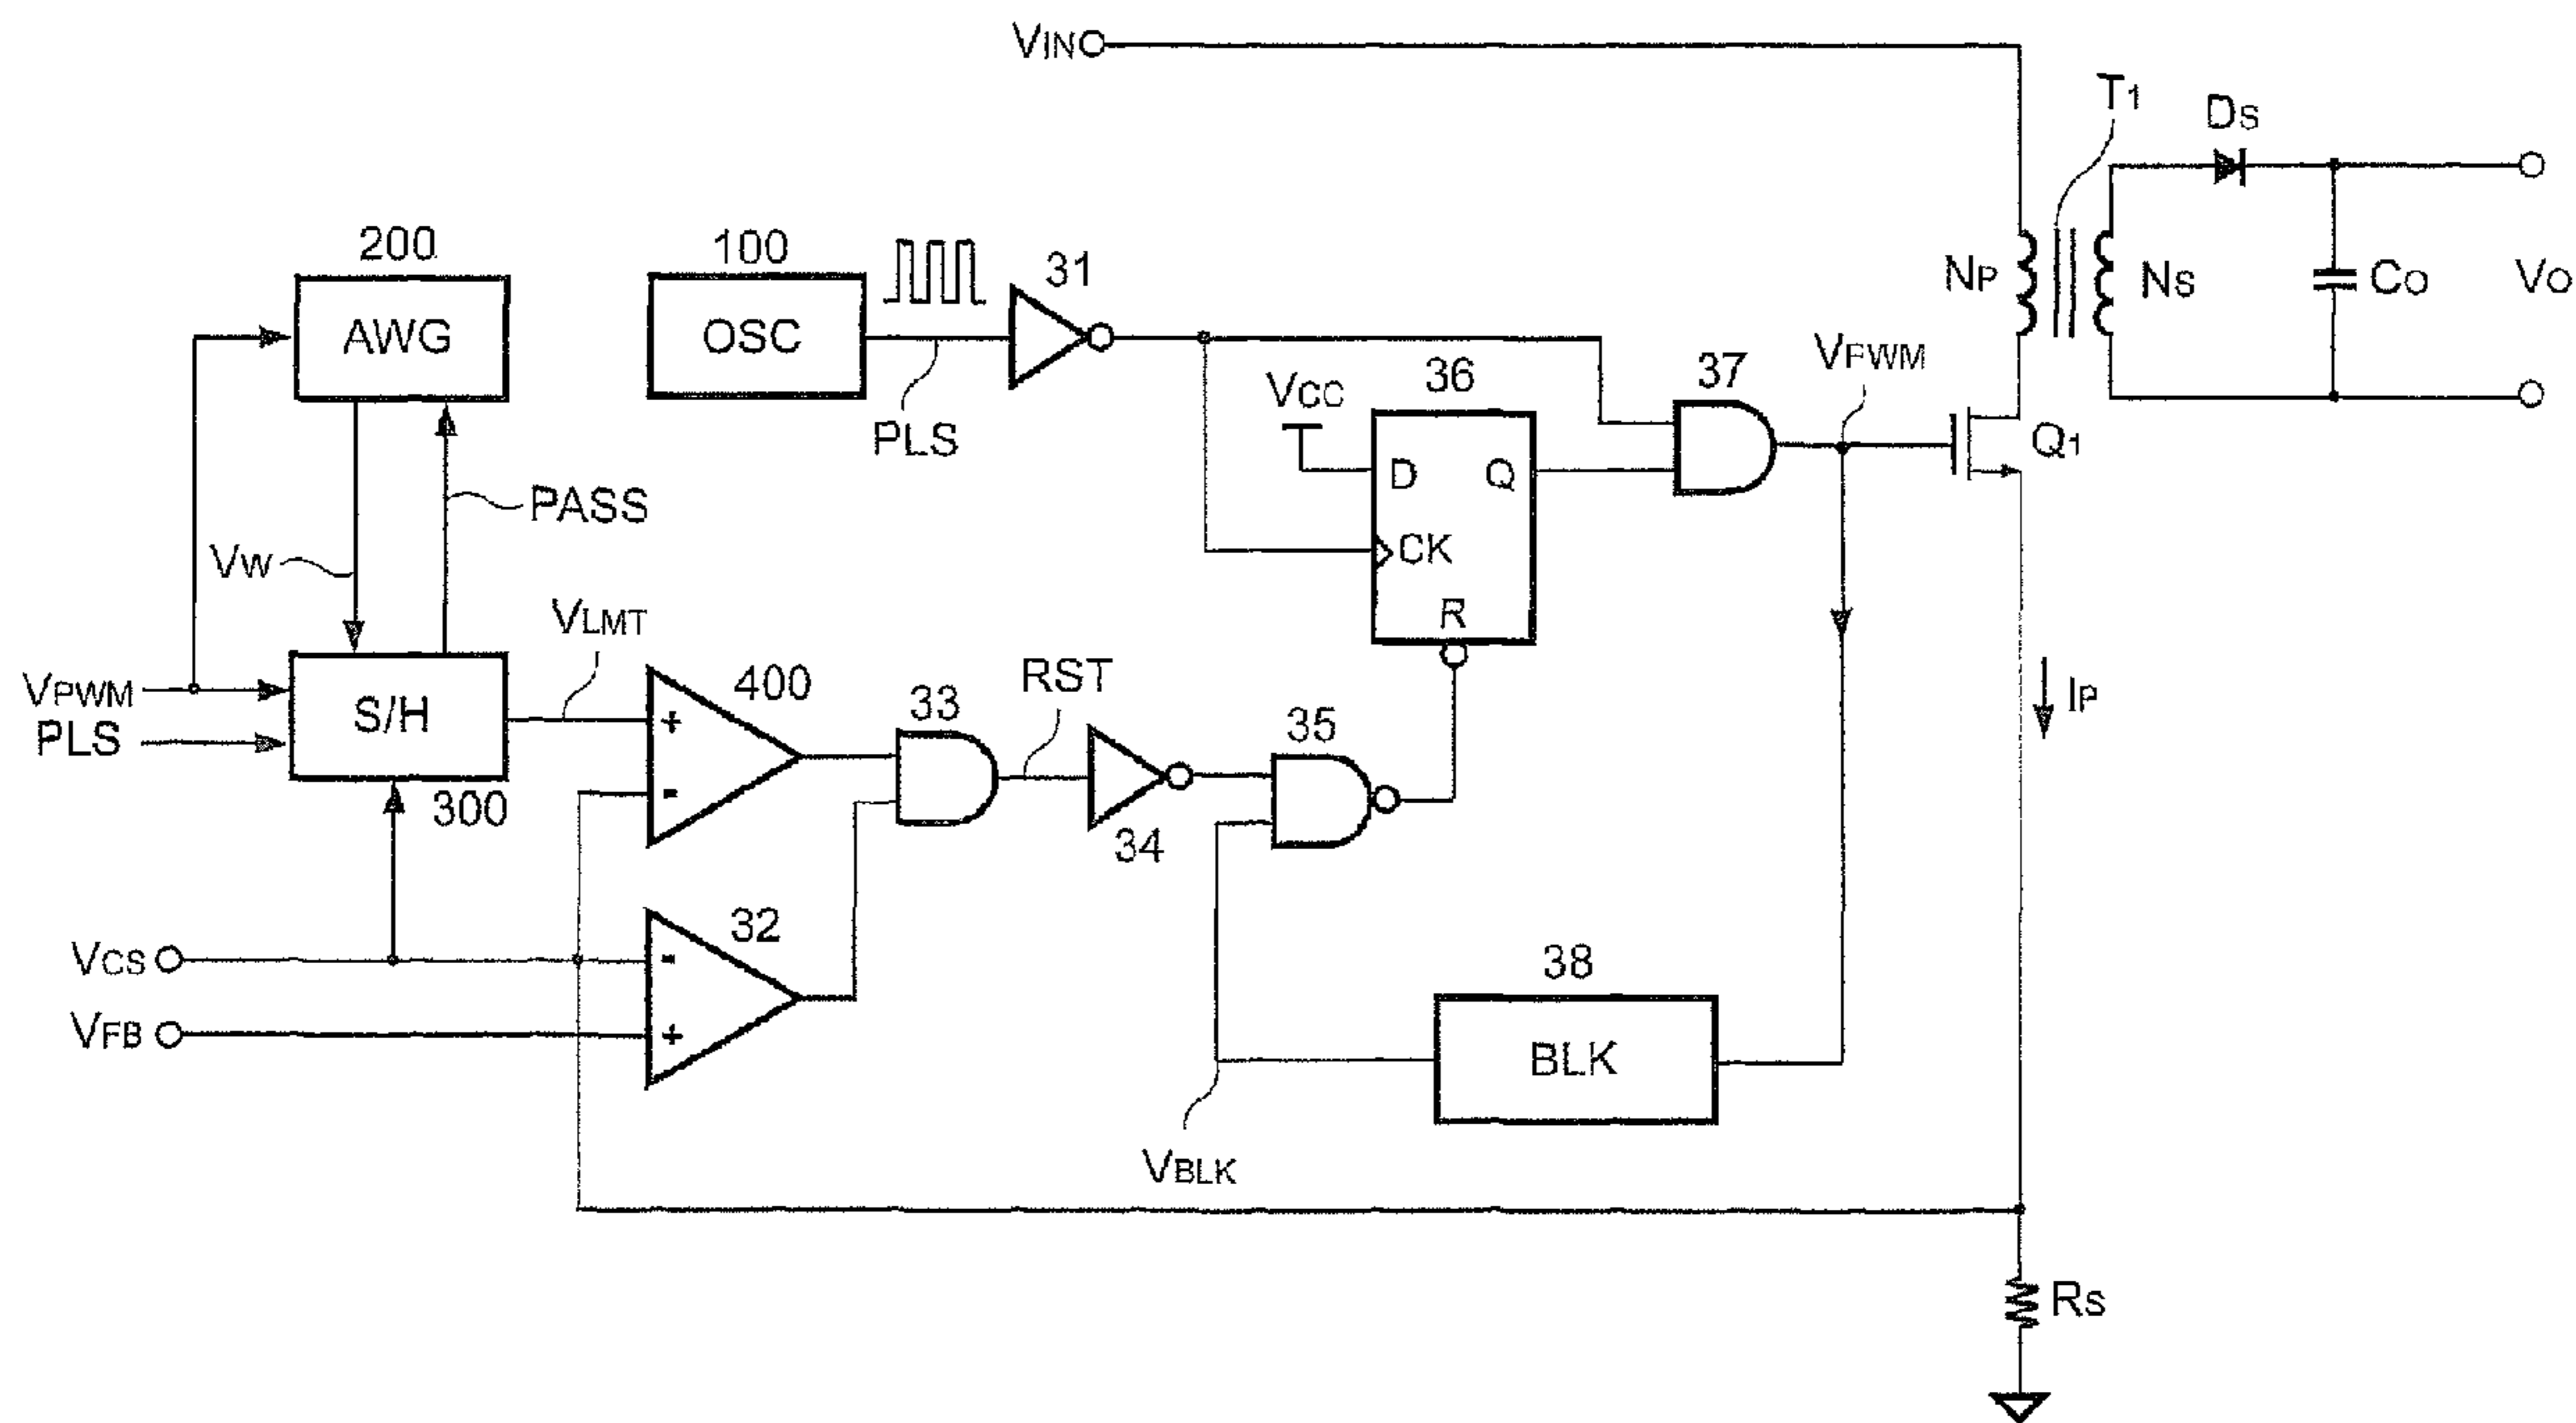 VIN
T1
DS
200
100
31
NP
NS
CO
VO
AWG
OSC
36
37
VPWM
VCC
PLS
D
Q
Q1
PASS
CK
VW
R
VLMT
VPWM
S/H
+
400
33
RST
35
IP
PLS
-
300
34
32
VCS
-
38
VFB
+
BLK
VBLK
RS